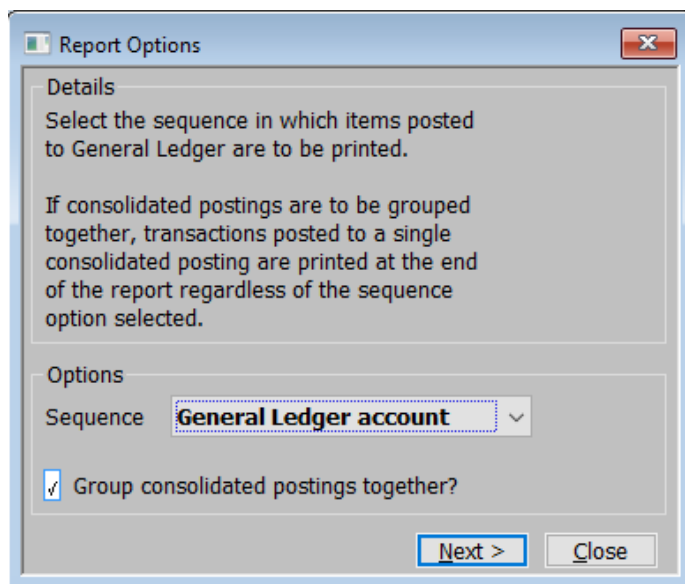 Report Options
Details
Select the sequence in which items posted
to General Ledger are to be printed.
If consolidated postings are to be grouped
together, transactions posted to a single
consolidated posting are printed at the end
of the report regardless of the sequence
option selected.
Options
Sequence General Ledger account
Group consolidated postings together?
Next > Close